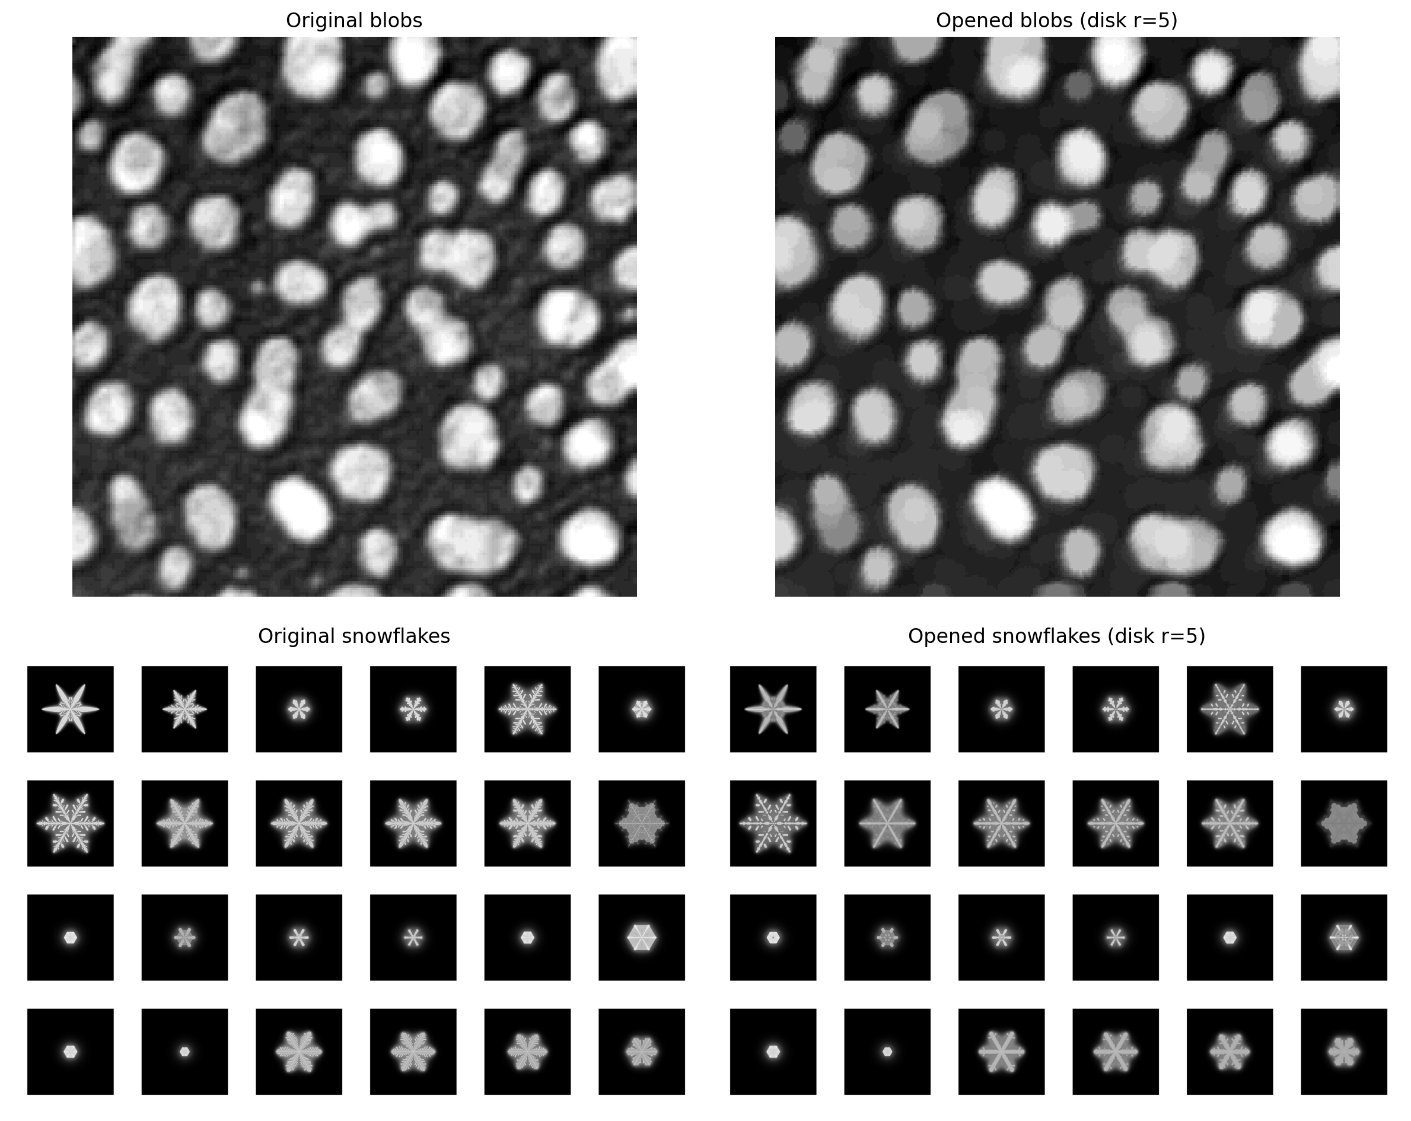 Original blobs
Opened blobs (disk r=5)
Original snowflakes
Opened snowflakes (disk r=5)